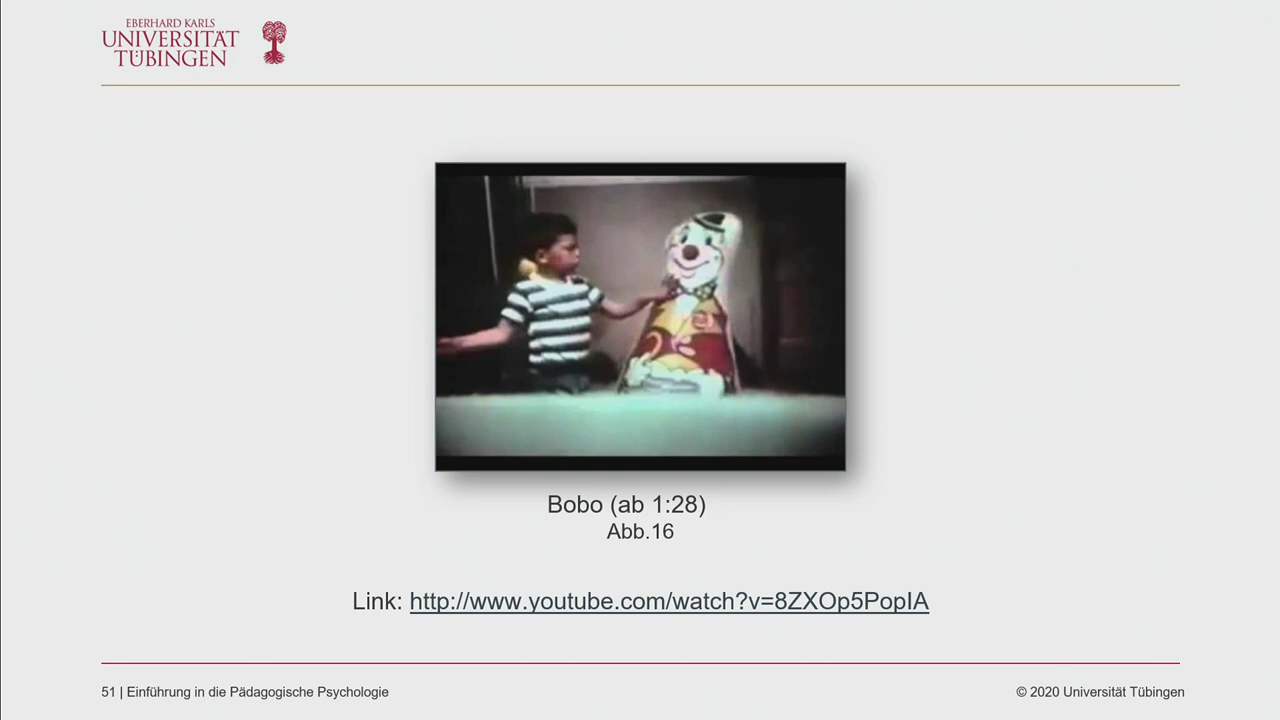 EBERHARD KARLS
UNIVERSITÄT
TÜBINGEN
Bobo (ab 1:28)
Abb.16
Link: http://www.youtube.com/watch?v=8ZXOp5PopIA
51 | Einführung in die Pädagogische Psychologie
© 2020 Universität Tübingen